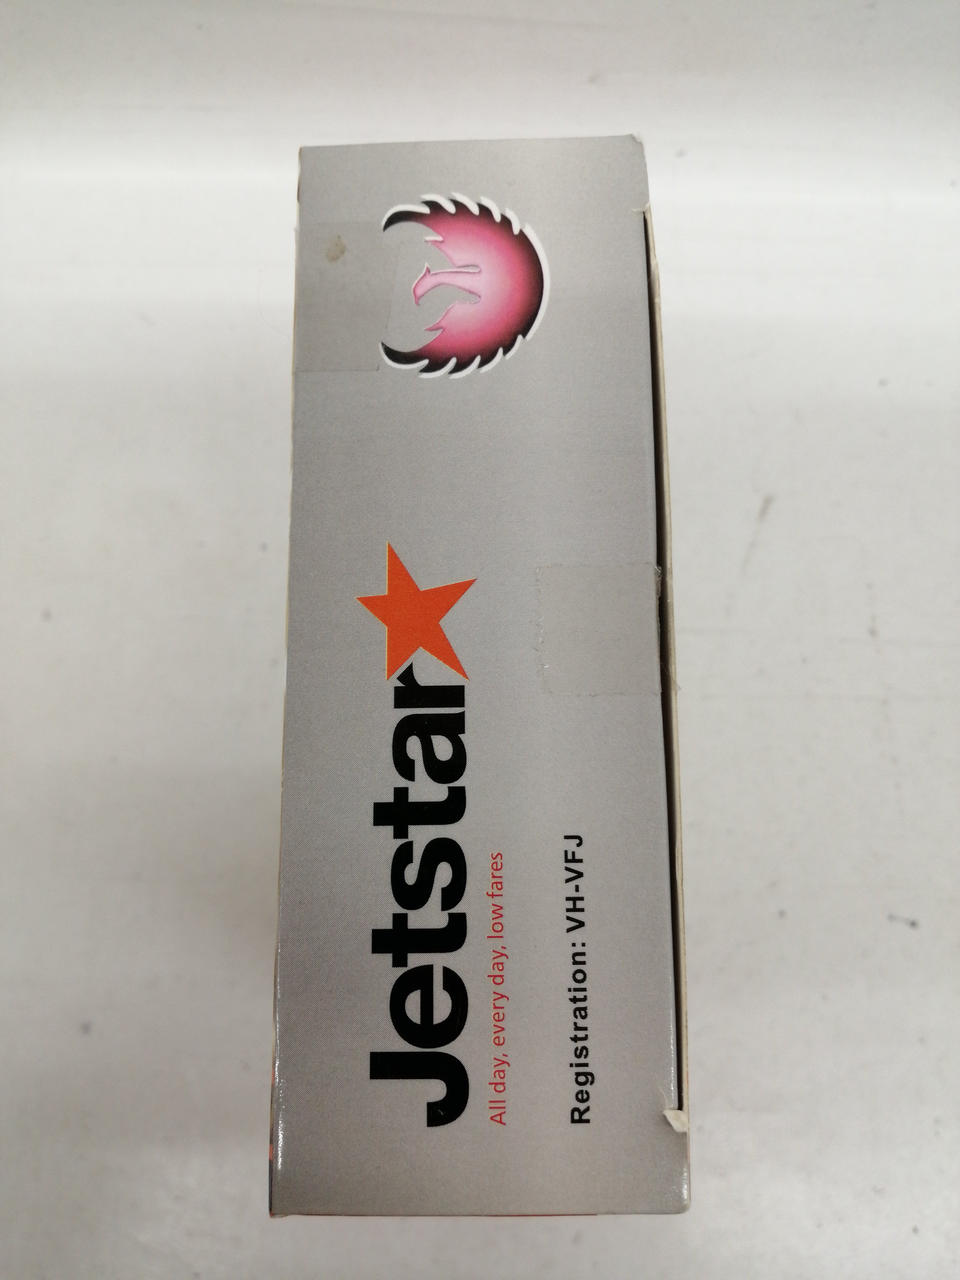 Jetstar
All day, every day, low fares
Registration: VH-VFJ